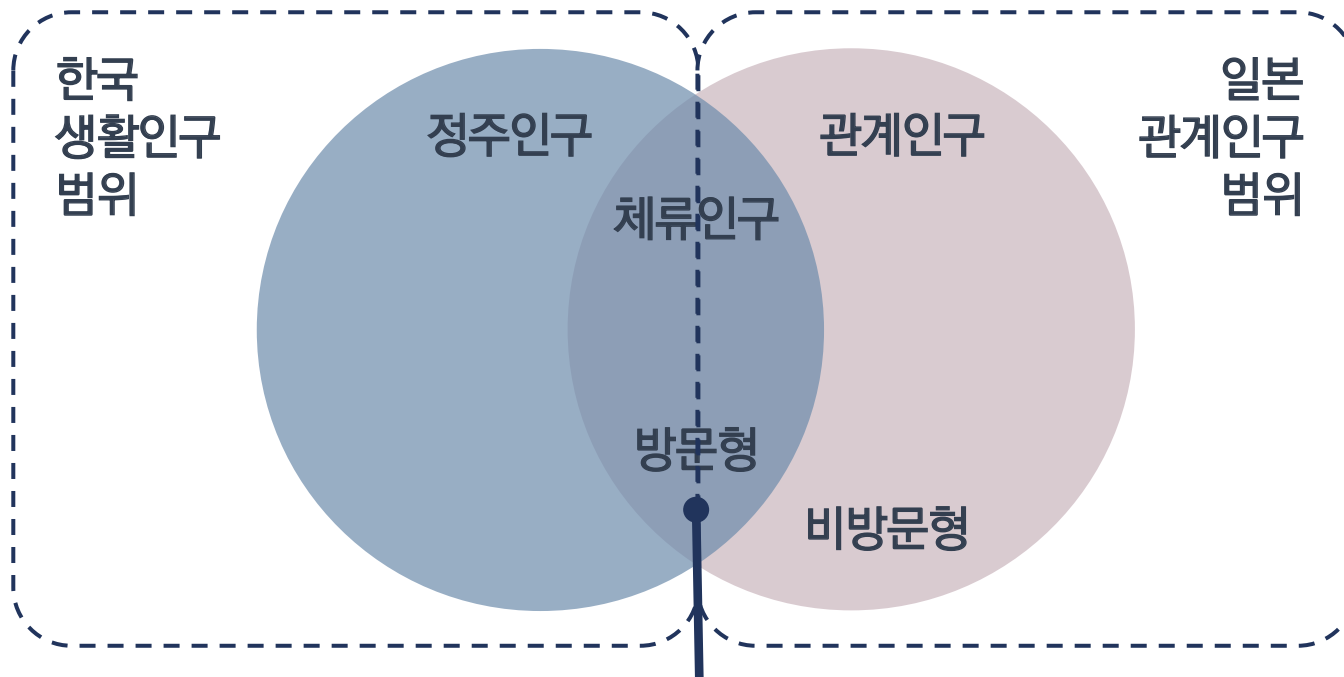 한국
생활인구
범위
정주인구
체류인구
방문형
관계인구
비방문형
일본
관계인구
범위